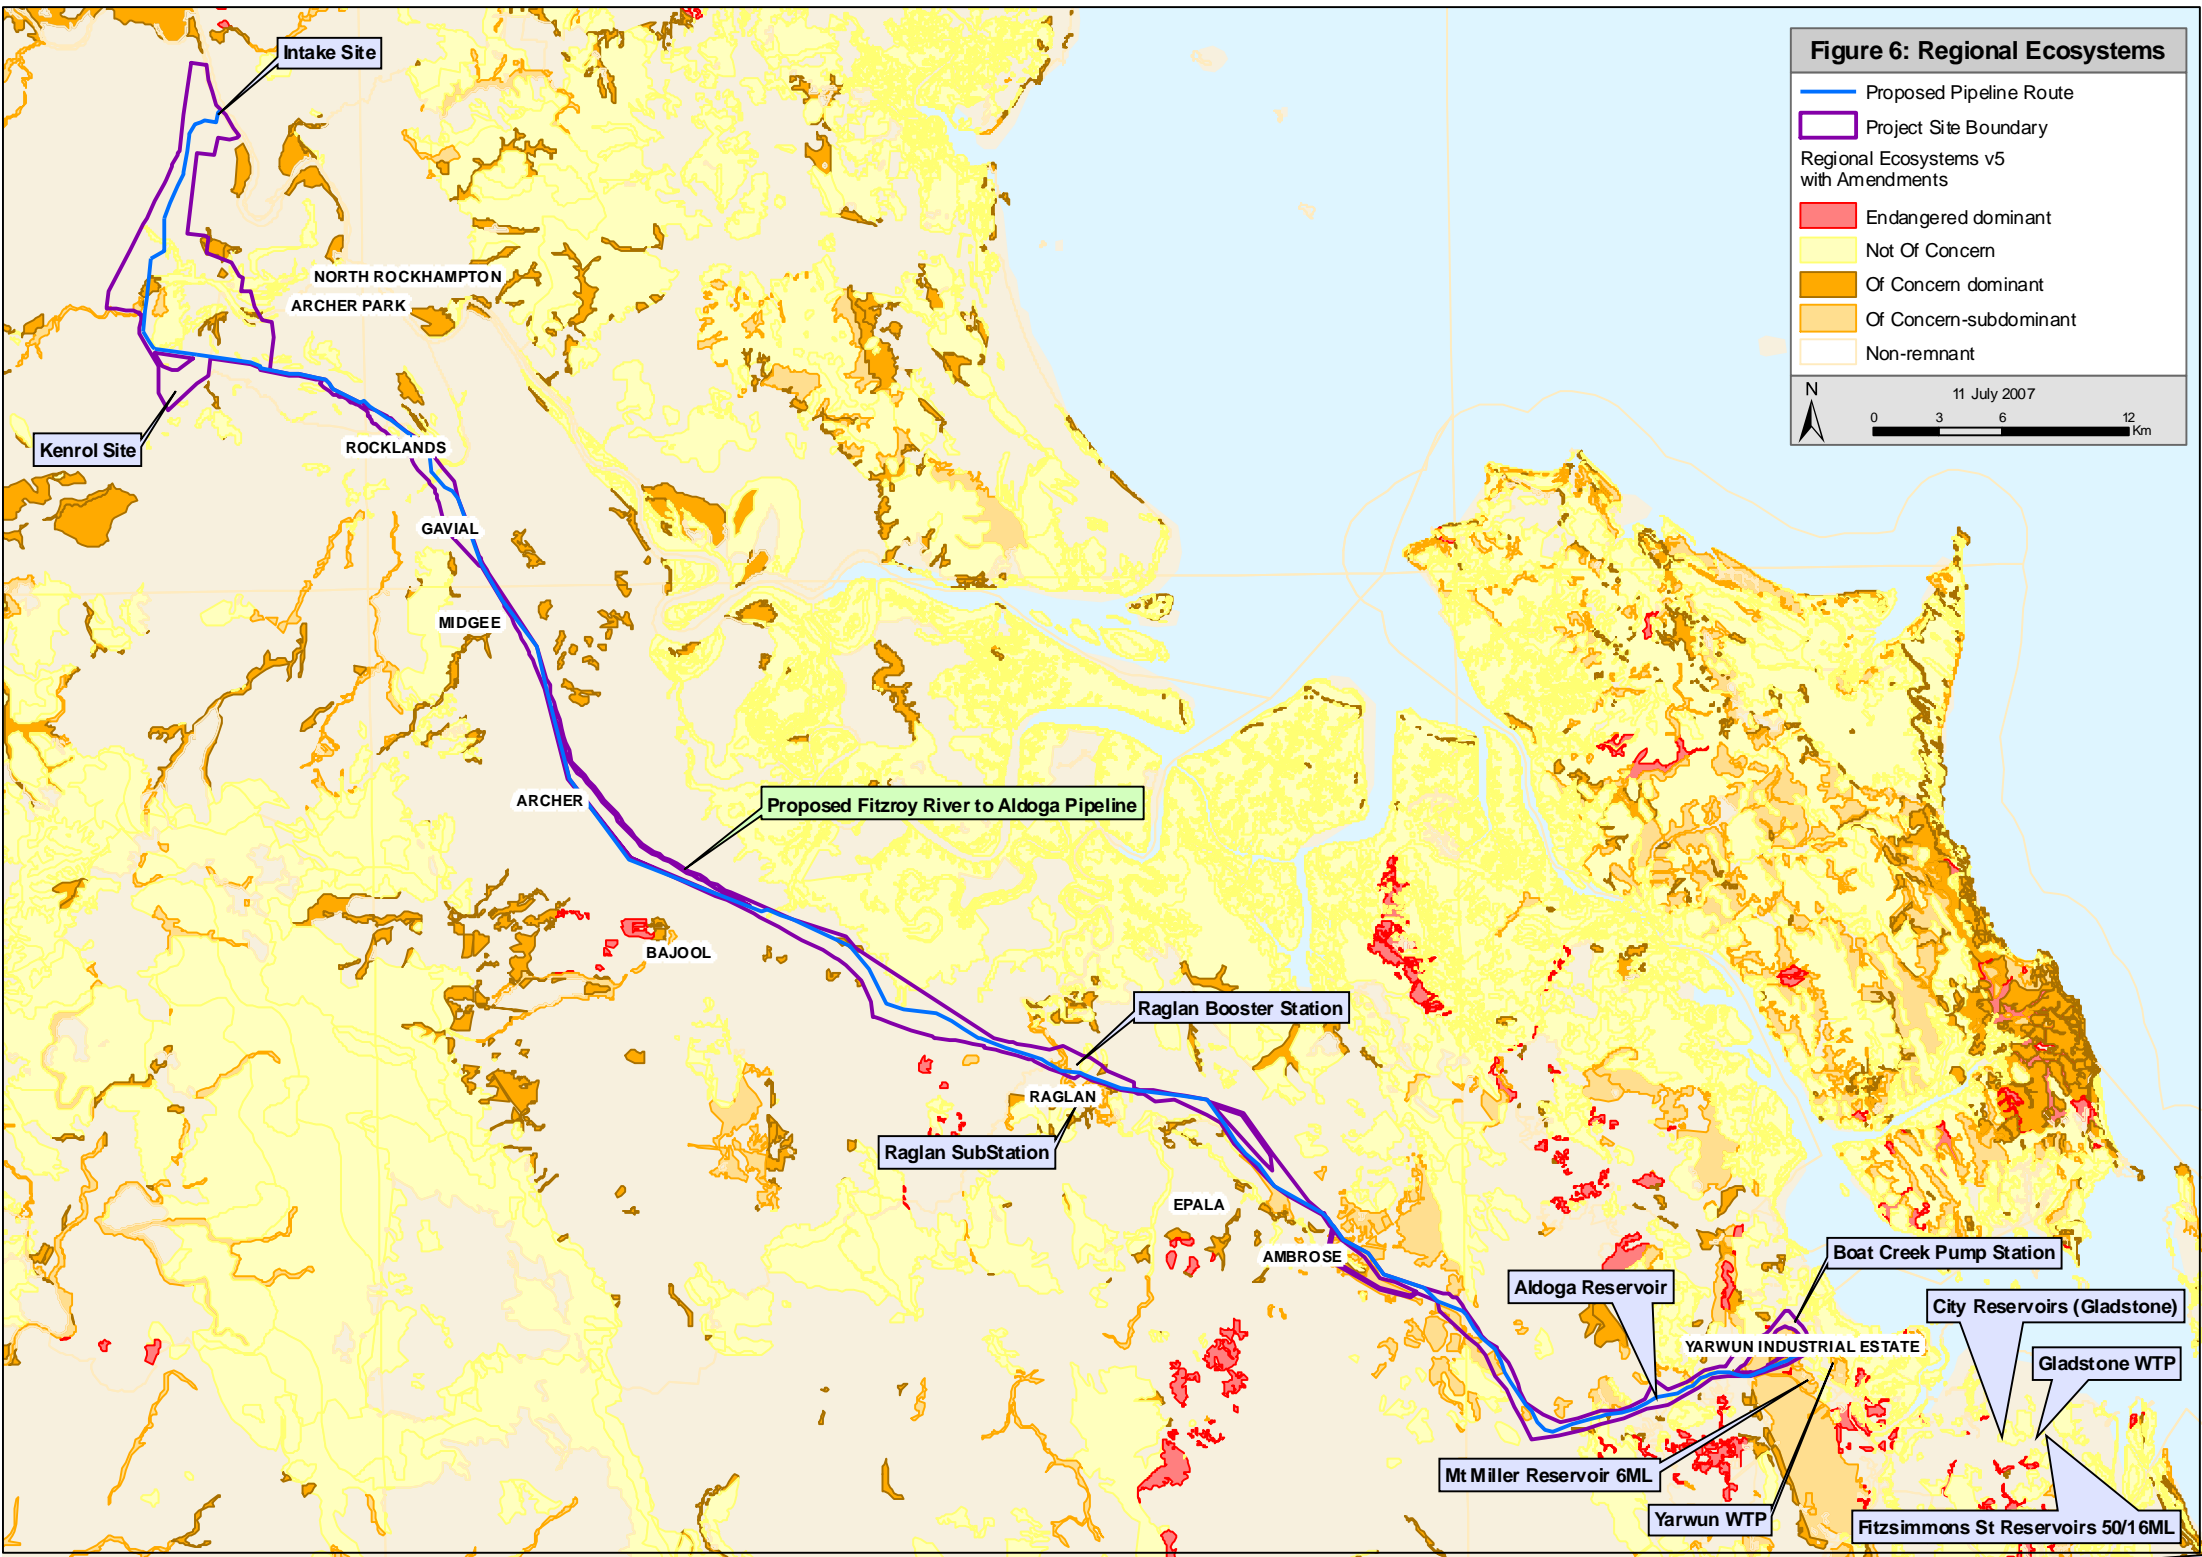 Figure 6: Regional Ecosystems
Proposed Pipeline Route
Project Site Boundary
Regional Ecosystems v5
with Amendments
Endangered dominant
Not Of Concern
Of Concern dominant
Of Concern-subdominant
Non-remnant
N
11 July 2007
0 3 6 12
Km
Intake Site
NORTH ROCKHAMPTON
ARCHER PARK
Kenrol Site
ROCKLANDS
GAVIAL
MIDGEE
ARCHER
Proposed Fitzroy River to Aldoga Pipeline
BAJOOL
Raglan Booster Station
RAGLAN
Raglan SubStation
EPALA
AMBROSE
Boat Creek Pump Station
Aldoga Reservoir
City Reservoirs (Gladstone)
YARWUN INDUSTRIAL ESTATE
Gladstone WTP
Mt Miller Reservoir 6ML
Yarwun WTP
Fitzsimmons St Reservoirs 50/16ML